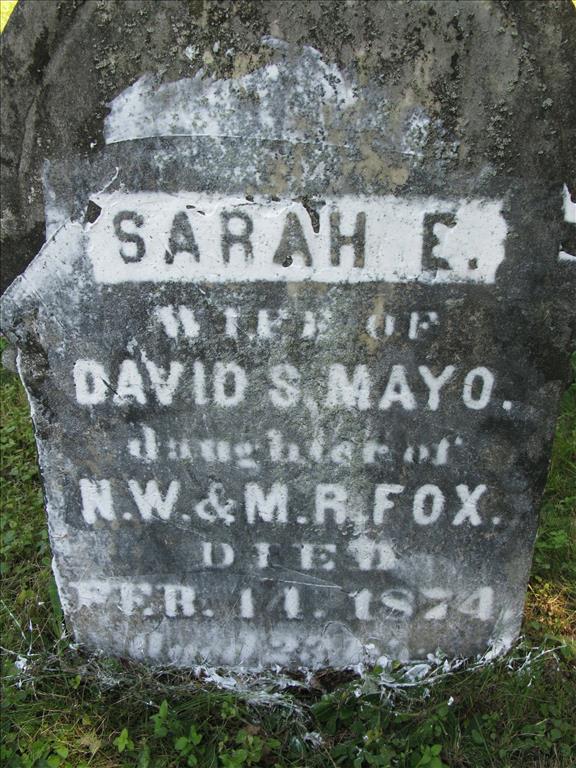 SARAH E.
WIFE OF
DAVID S. MAYO.
daughter of
N. W. & M. R. FOX.
DIED
FEB. 14. 1874